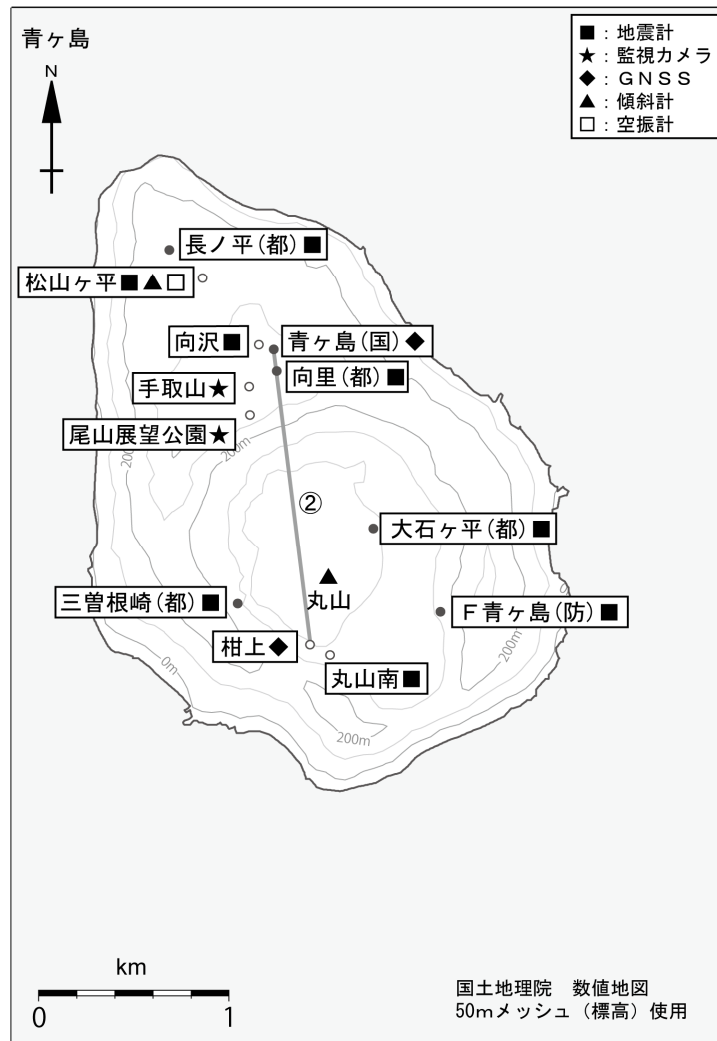 青ヶ島
N
■：地震計
★：監視カメラ
◆：ＧＮＳＳ
▲：傾斜計
□：空振計
長ノ平(都)■
松山ヶ平■▲□
向沢■
青ヶ島(国)◆
向里(都)■
手取山★
尾山展望公園★
200m
200m
②
大石ヶ平(都)■
丸山
三曽根崎(都)■
0m
Ｆ青ヶ島(防)■
柑上◆
丸山南■
0m
200m
200m
km
0 1
国土地理院　数値地図
50mメッシュ（標高）使用